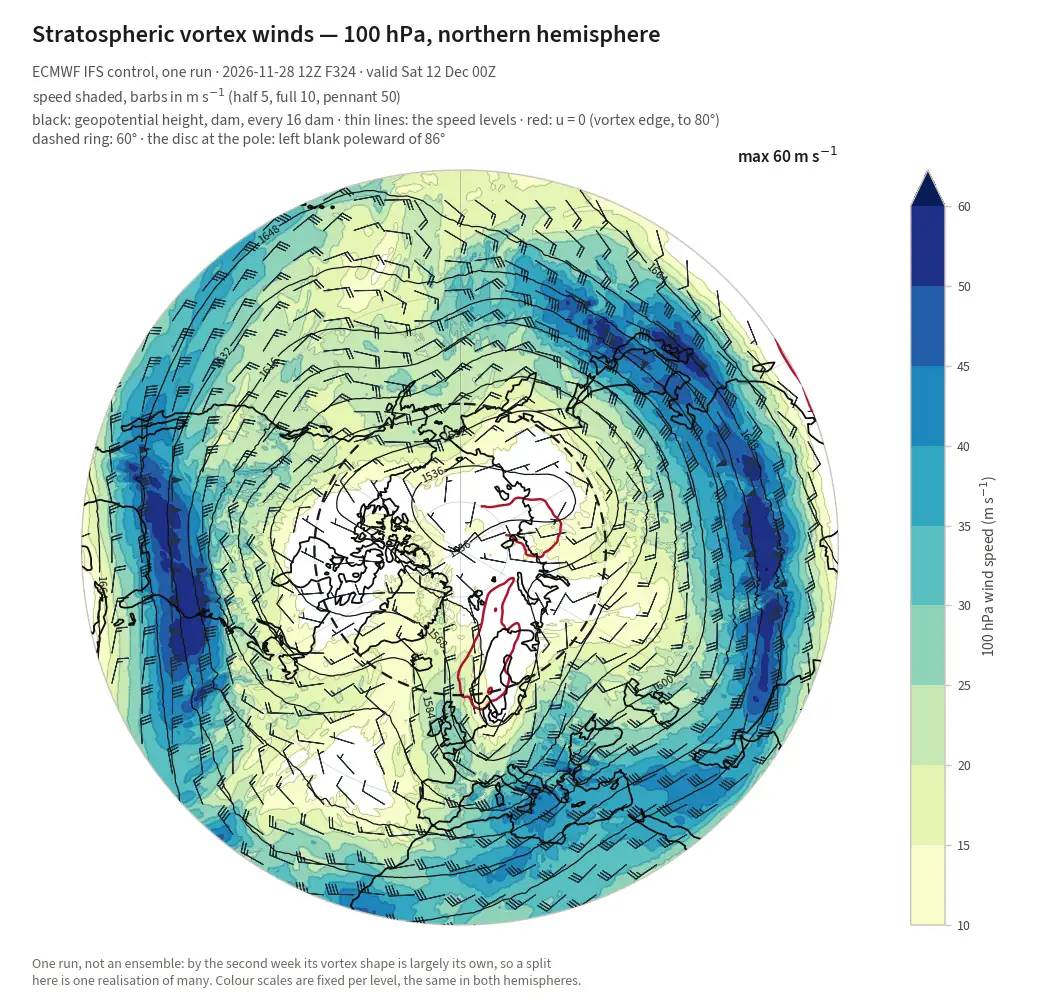 Stratospheric vortex winds — 100 hPa, northern hemisphere
ECMWF IFS control, one run · 2026-11-28 12Z F324 · valid Sat 12 Dec 00Z
speed shaded, barbs in m s⁻¹ (half 5, full 10, pennant 50)
black: geopotential height, dam, every 16 dam · thin lines: the speed levels · red: u = 0 (vortex edge, to 80°)
dashed ring: 60° · the disc at the pole: left blank poleward of 86°
max 60 m s⁻¹
60
50
45
40
35
30
25
20
15
10
100 hPa wind speed (m s⁻¹)
1648
1632
1616
1536
1568
1584
1600
One run, not an ensemble: by the second week its vortex shape is largely its own, so a split
here is one realisation of many. Colour scales are fixed per level, the same in both hemispheres.